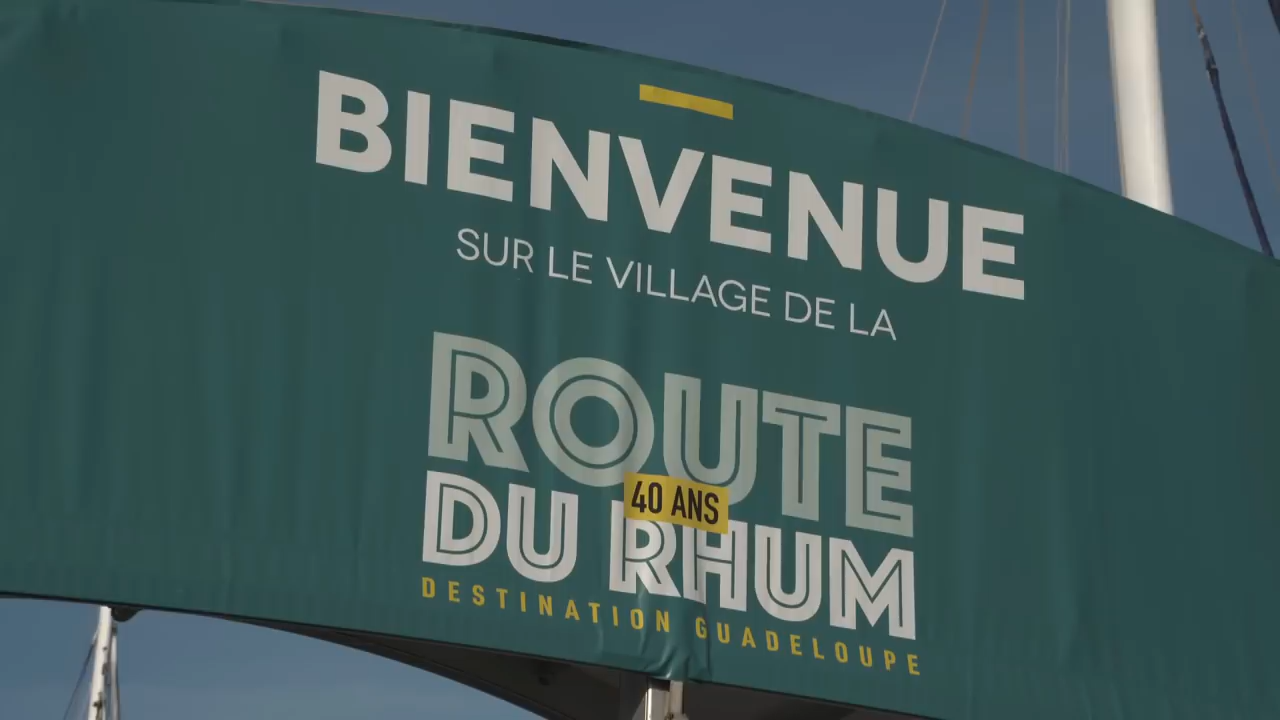 BIENVENUE
SUR LE VILLAGE DE LA
ROUTE
40 ANS
DU RHUM
DESTINATION GUADELOUPE